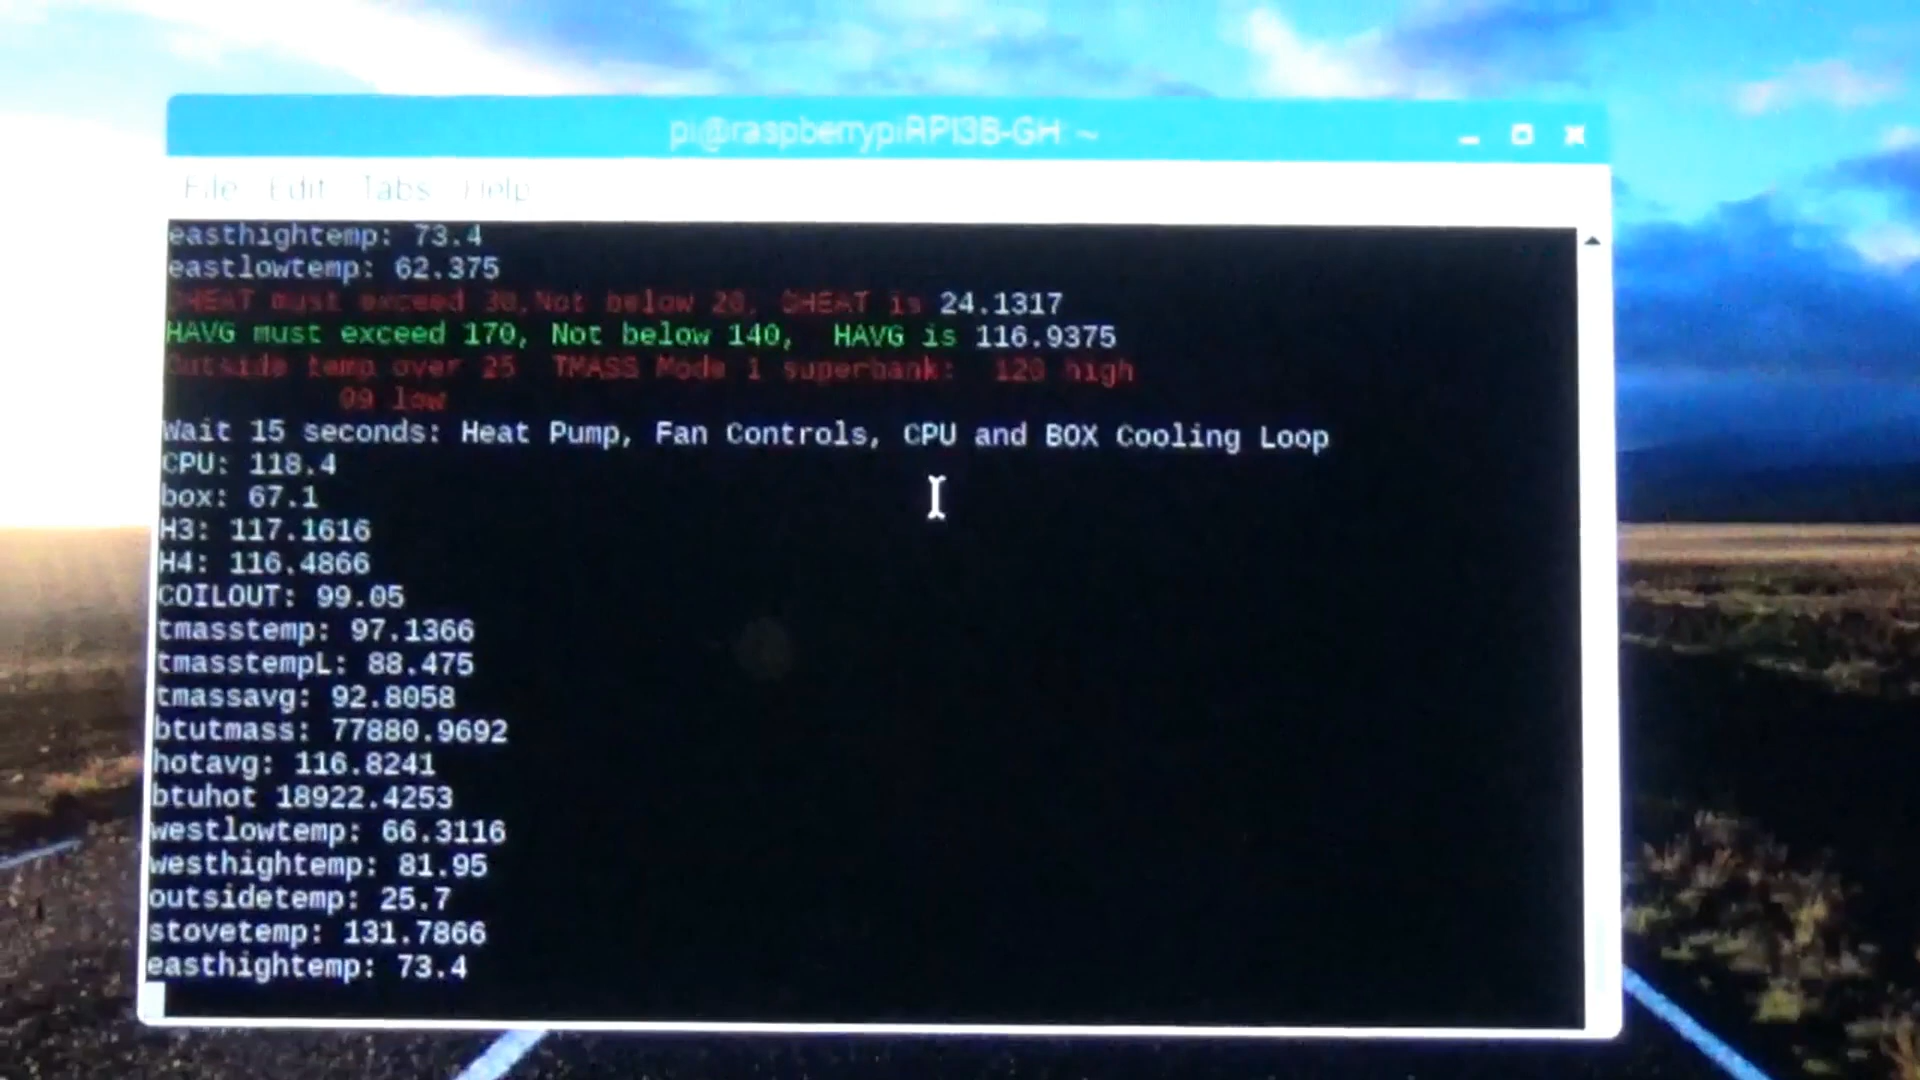 pi@raspberrypiRPI3B-GH: ~
File Edit Tabs Help
easthightemp: 73.4
eastlowtemp: 62.375
must exceed 30,Not below 20, is 24.1317
HAVG must exceed 170, Not below 140, HAVG is 116.9375
Outside temp over 25 TMASS Mode 1 superbank: 120 high
99 low
Wait 15 seconds: Heat Pump, Fan Controls, CPU and BOX Cooling Loop
CPU: 118.4
box: 67.1
H3: 117.1616
H4: 116.4866
COILOUT: 99.05
tmasstemp: 97.1366
tmasstempL: 88.475
tmassavg: 92.8058
btutmass: 77880.9692
hotavg: 116.8241
btuhot 18922.4253
westlowtemp: 66.3116
westhightemp: 81.95
outsidetemp: 25.7
stovetemp: 131.7866
easthightemp: 73.4